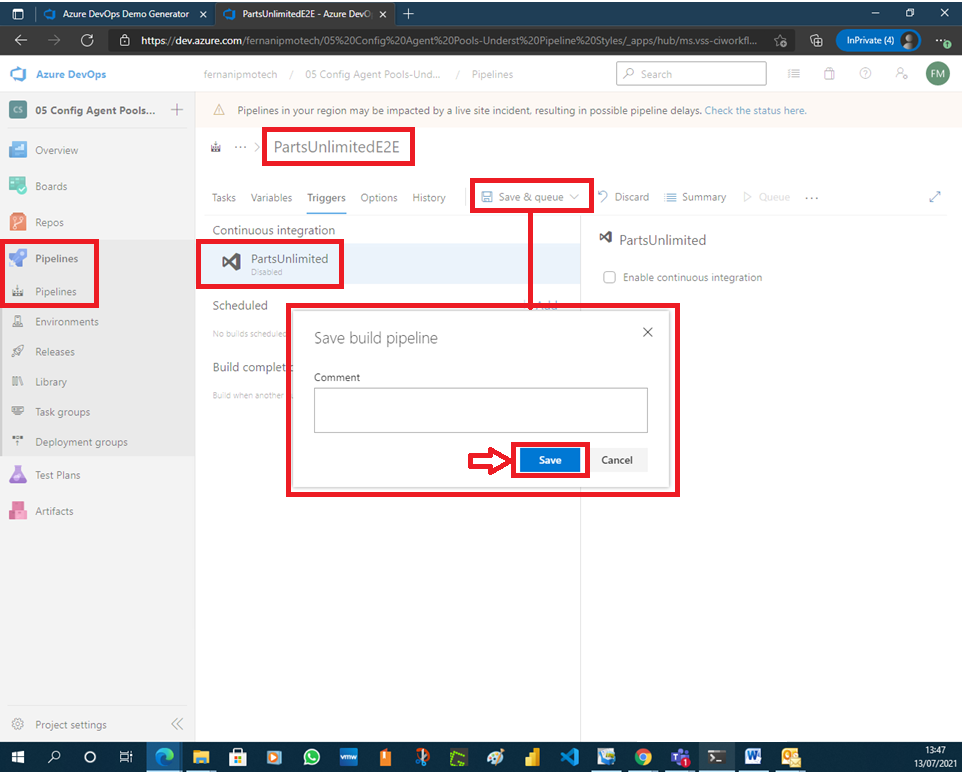 Azure DevOps Demo Generator
PartsUnlimitedE2E - Azure DevOp
https://dev.azure.com/fernanipmotech/05%20Config%20Agent%20Pools-Underst%20Pipeline%20Styles/_apps/hub/ms.vss-ciworkfl...
InPrivate (4)
Azure DevOps
fernanipmotech / 05 Config Agent Pools-Und... / Pipelines
Search
FM
CS
05 Config Agent Pools...
Pipelines in your region may be impacted by a live site incident, resulting in possible pipeline delays. Check the status here.
Overview
Boards
Repos
Pipelines
Pipelines
Environments
Releases
Library
Task groups
Deployment groups
Test Plans
Artifacts
Project settings
... > PartsUnlimitedE2E
Tasks Variables Triggers Options History Save & queue Discard Summary Queue ...
Continuous integration
PartsUnlimited
Disabled
Scheduled
Add
No builds scheduled
Build completi
Build when another
PartsUnlimited
Enable continuous integration
Save build pipeline
Comment
Save Cancel
vmw
13:47
13/07/2021